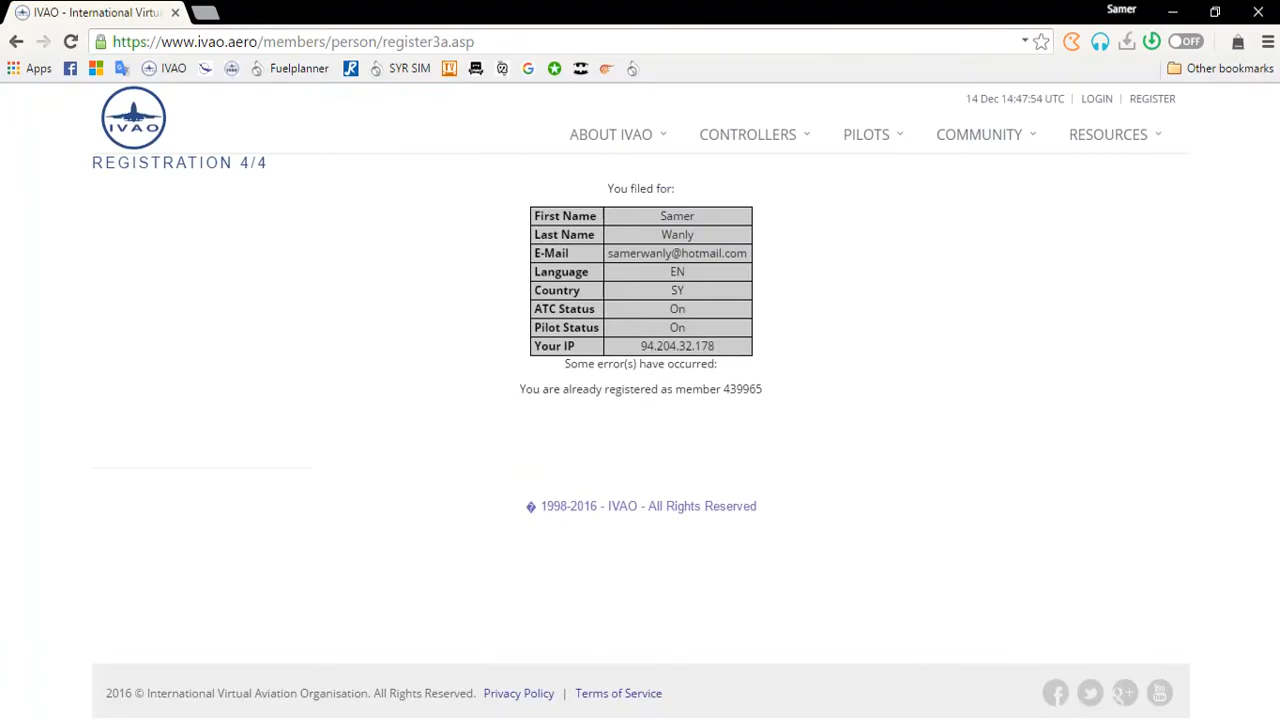 IVAO - International Virtu
Samer
https://www.ivao.aero/members/person/register3a.asp
OFF
Apps
IVAO
Fuelplanner
SYR SIM
Other bookmarks
IVAO
14 Dec 14:47:54 UTC | LOGIN | REGISTER
ABOUT IVAO CONTROLLERS PILOTS COMMUNITY RESOURCES
REGISTRATION 4/4
You filed for:
First Name Samer
Last Name Wanly
E-Mail samerwanly@hotmail.com
Language EN
Country SY
ATC Status On
Pilot Status On
Your IP 94.204.32.178
Some error(s) have occurred:
You are already registered as member 439965
� 1998-2016 - IVAO - All Rights Reserved
2016 © International Virtual Aviation Organisation. All Rights Reserved. Privacy Policy | Terms of Service